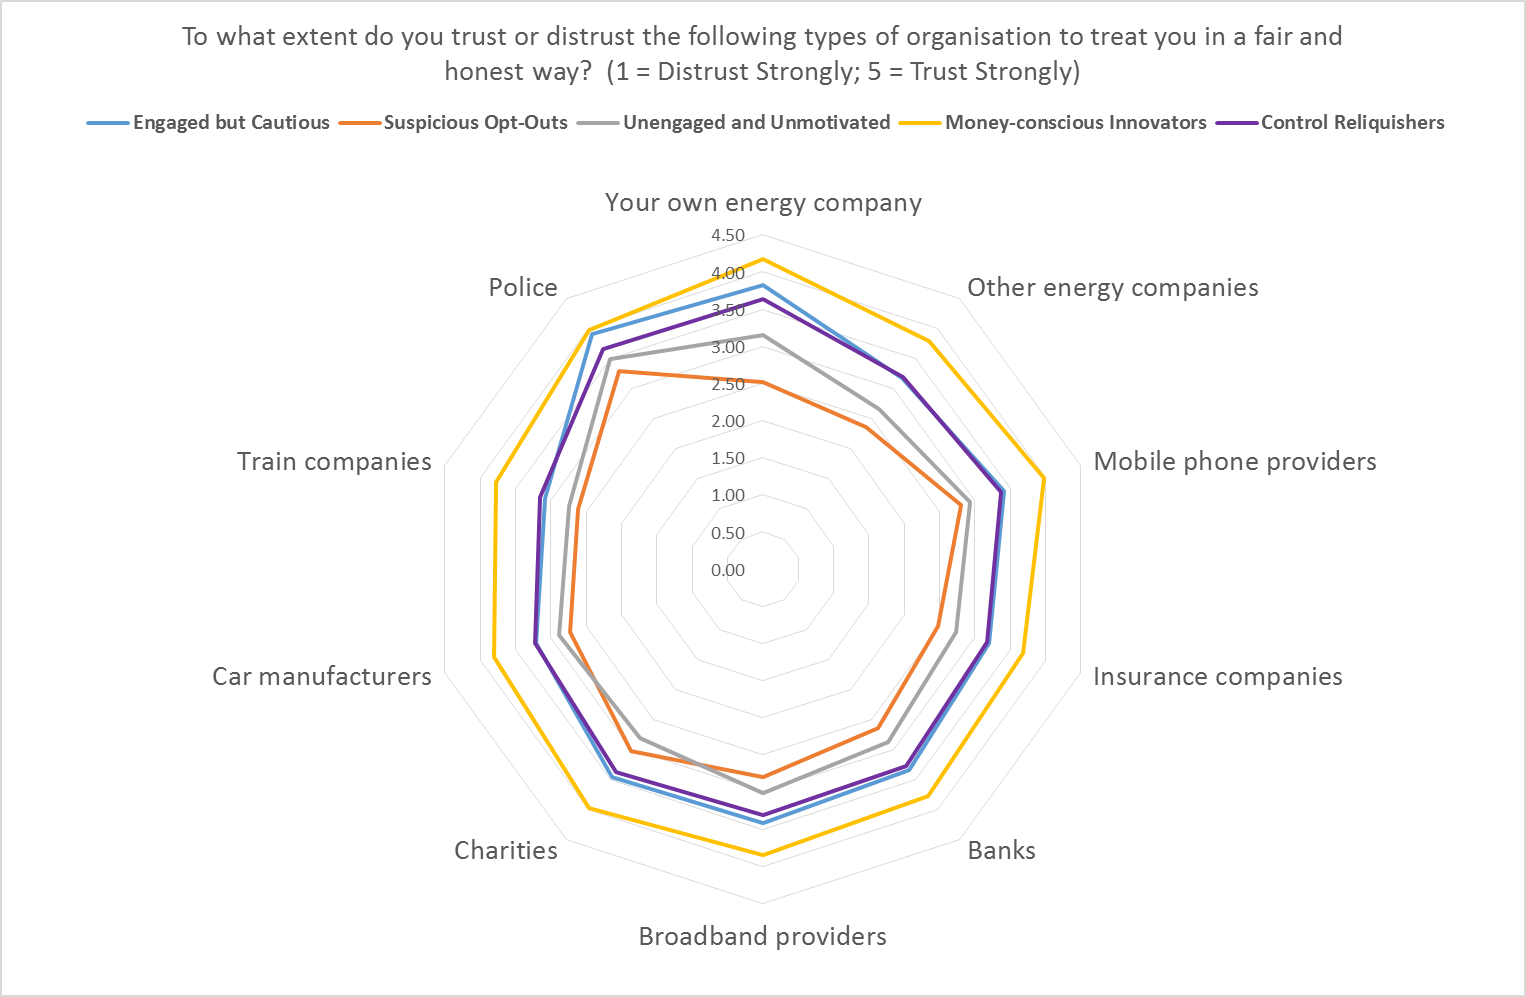 To what extent do you trust or distrust the following types of organisation to treat you in a fair and
honest way?  (1 = Distrust Strongly; 5 = Trust Strongly)
Engaged but Cautious
Suspicious Opt-Outs
Unengaged and Unmotivated
Money-conscious Innovators
Control Reliquishers
Your own energy company
4.50
4.00
3.50
3.00
2.50
2.00
1.50
1.00
0.50
0.00
Other energy companies
Mobile phone providers
Insurance companies
Banks
Broadband providers
Charities
Car manufacturers
Train companies
Police